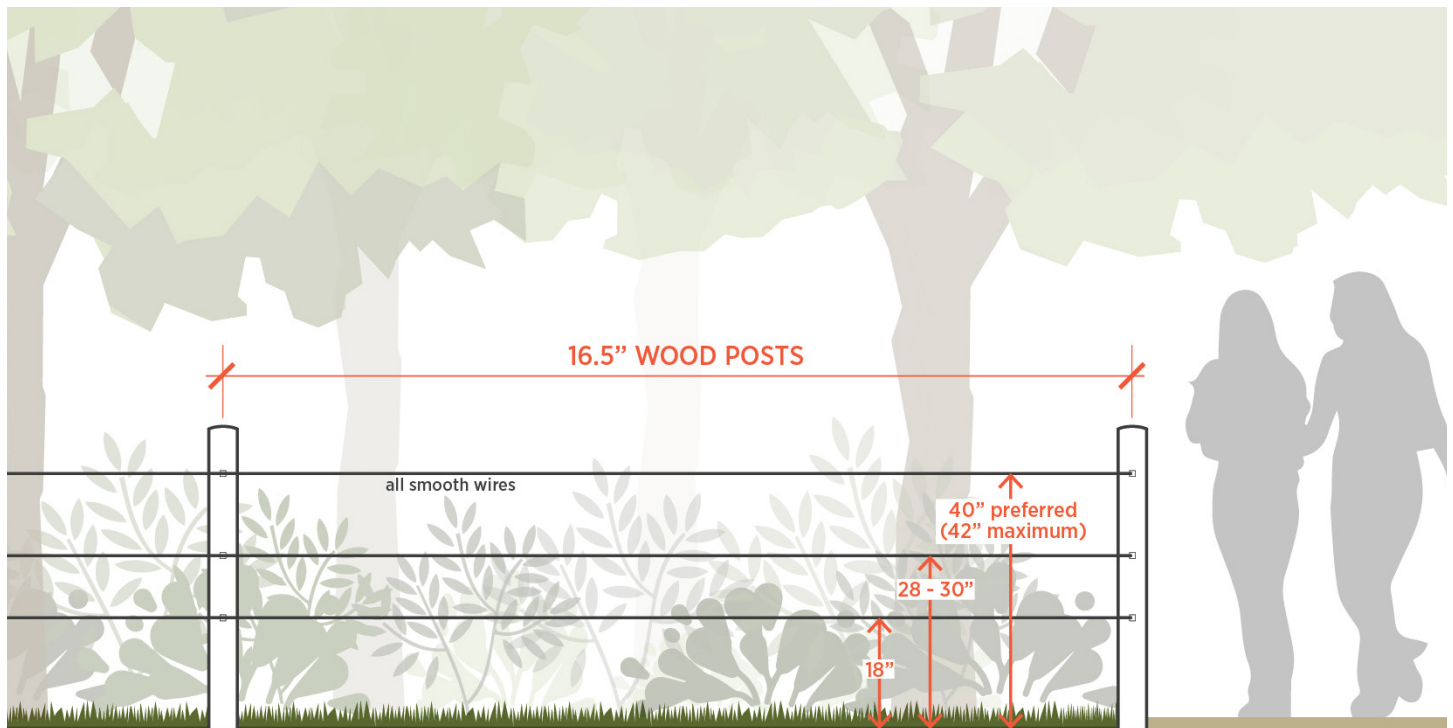 16.5” WOOD POSTS
all smooth wires
40” preferred
(42” maximum)
28 - 30”
18”